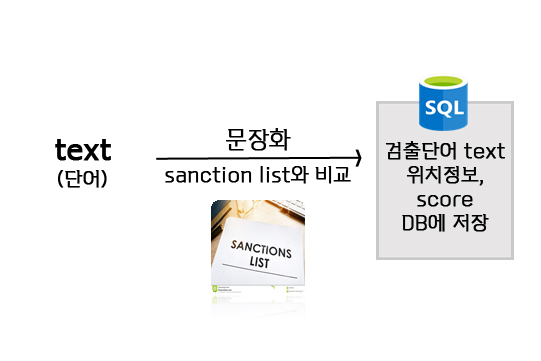 text
(단어)
문장화
sanction list와 비교
SANCTIONS
LIST
SQL
검출단어 text
위치정보,
score
DB에 저장